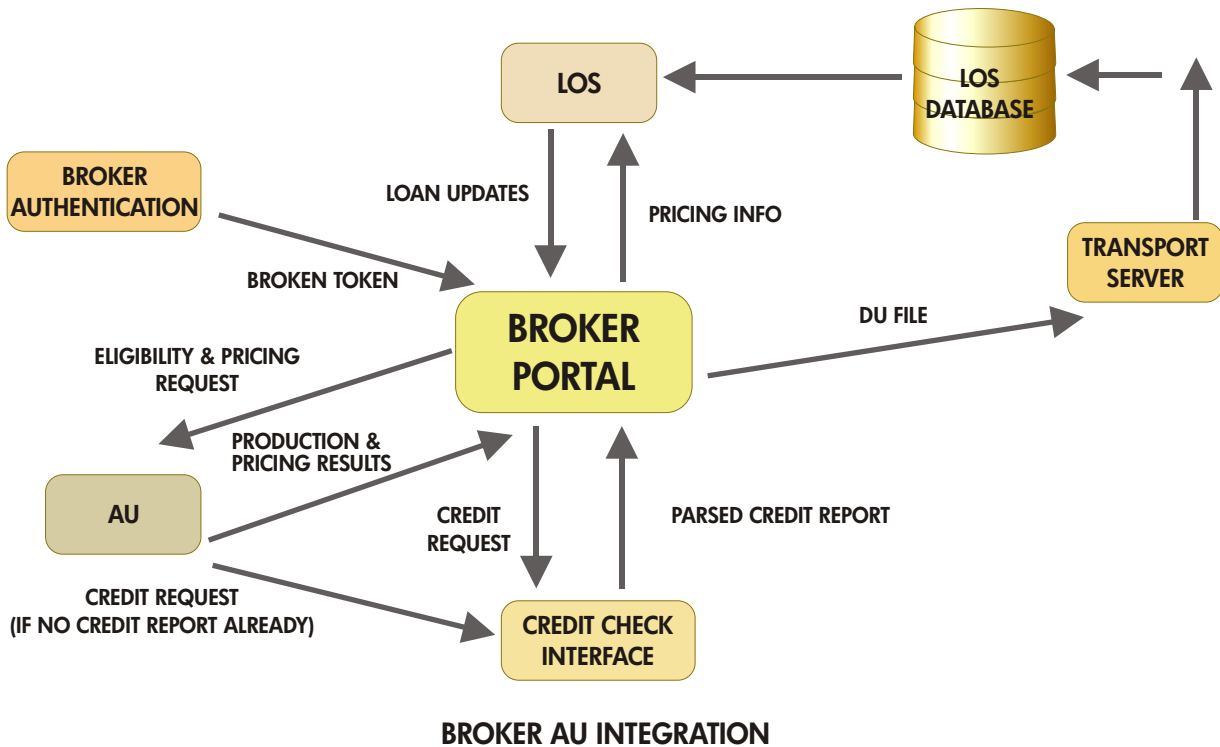 LOS
LOS
DATABASE
BROKER
AUTHENTICATION
LOAN UPDATES
PRICING INFO
TRANSPORT
SERVER
BROKEN TOKEN
BROKER
PORTAL
DU FILE
ELIGIBILITY & PRICING
REQUEST
PRODUCTION &
PRICING RESULTS
AU
CREDIT
REQUEST
PARSED CREDIT REPORT
CREDIT REQUEST
(IF NO CREDIT REPORT ALREADY)
CREDIT CHECK
INTERFACE
BROKER AU INTEGRATION